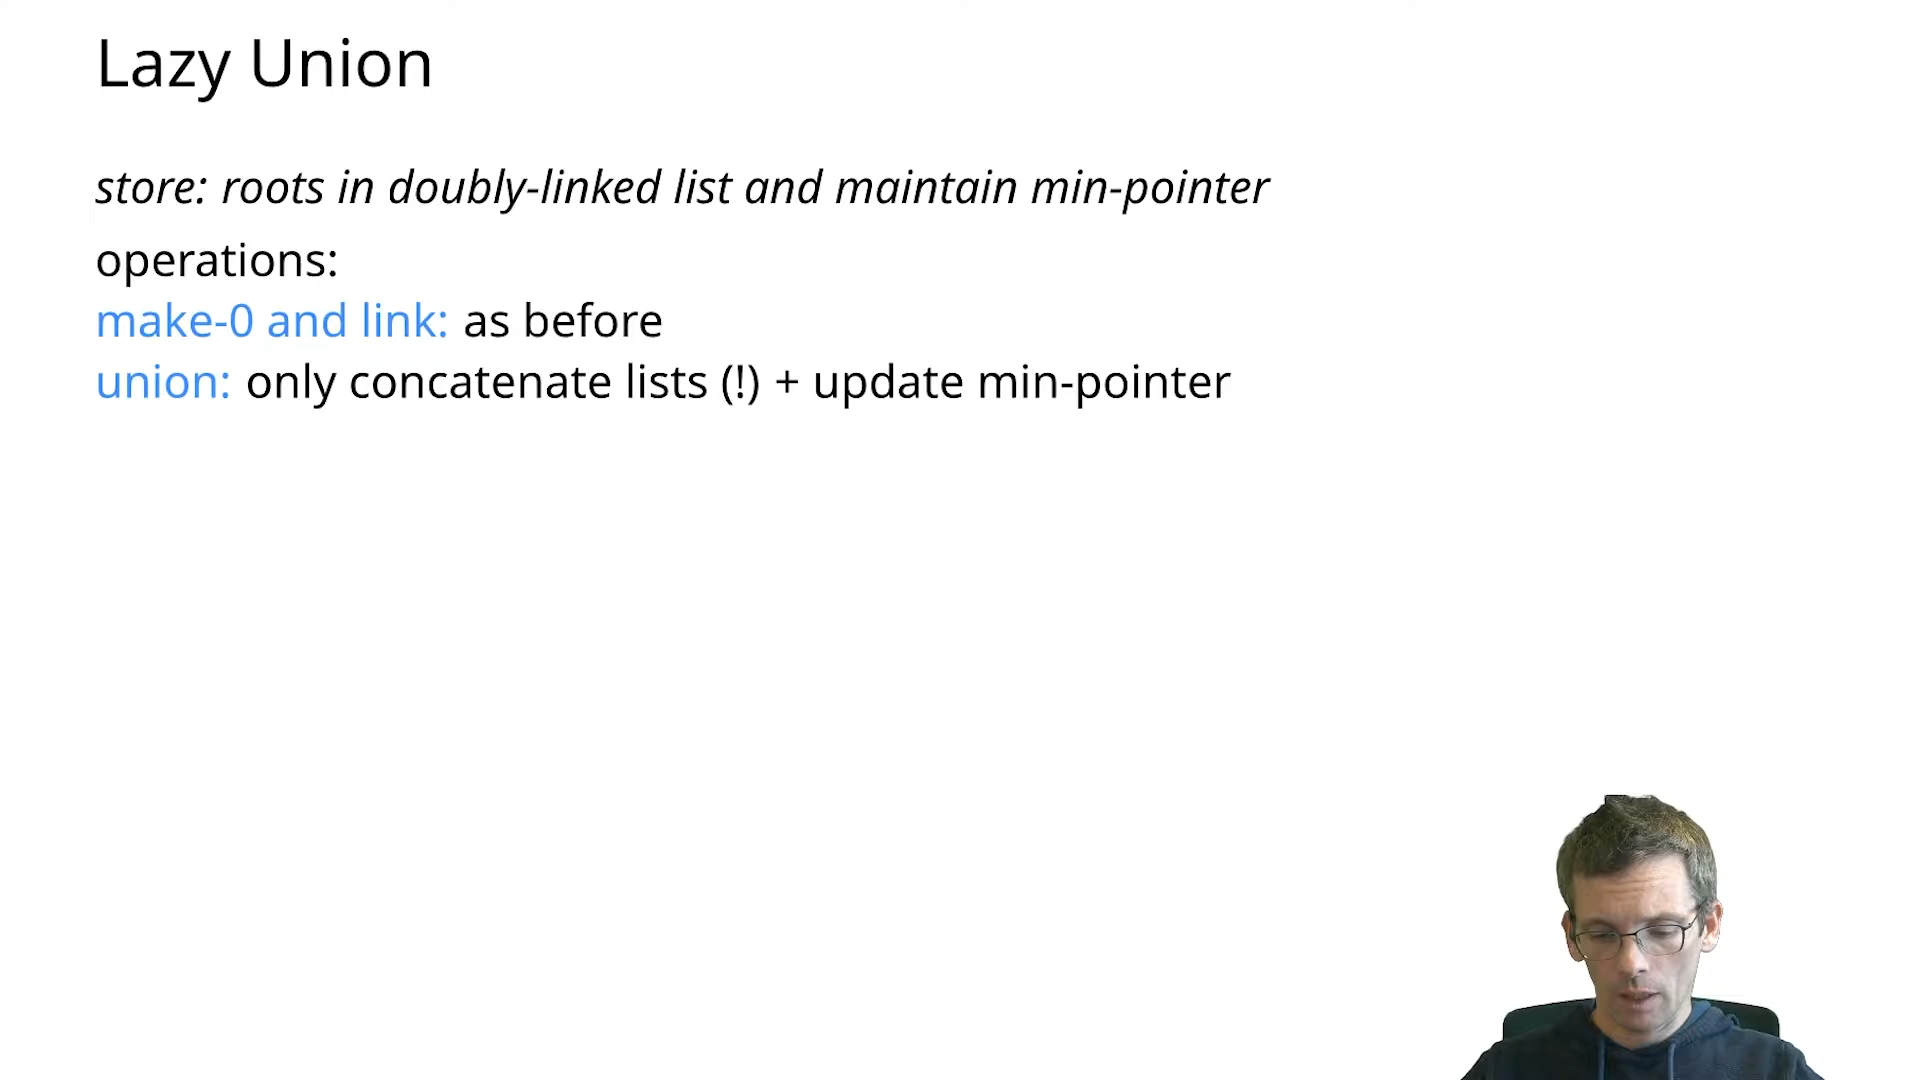 Lazy Union
store: roots in doubly-linked list and maintain min-pointer
operations:
make-0 and link: as before
union: only concatenate lists (!) + update min-pointer